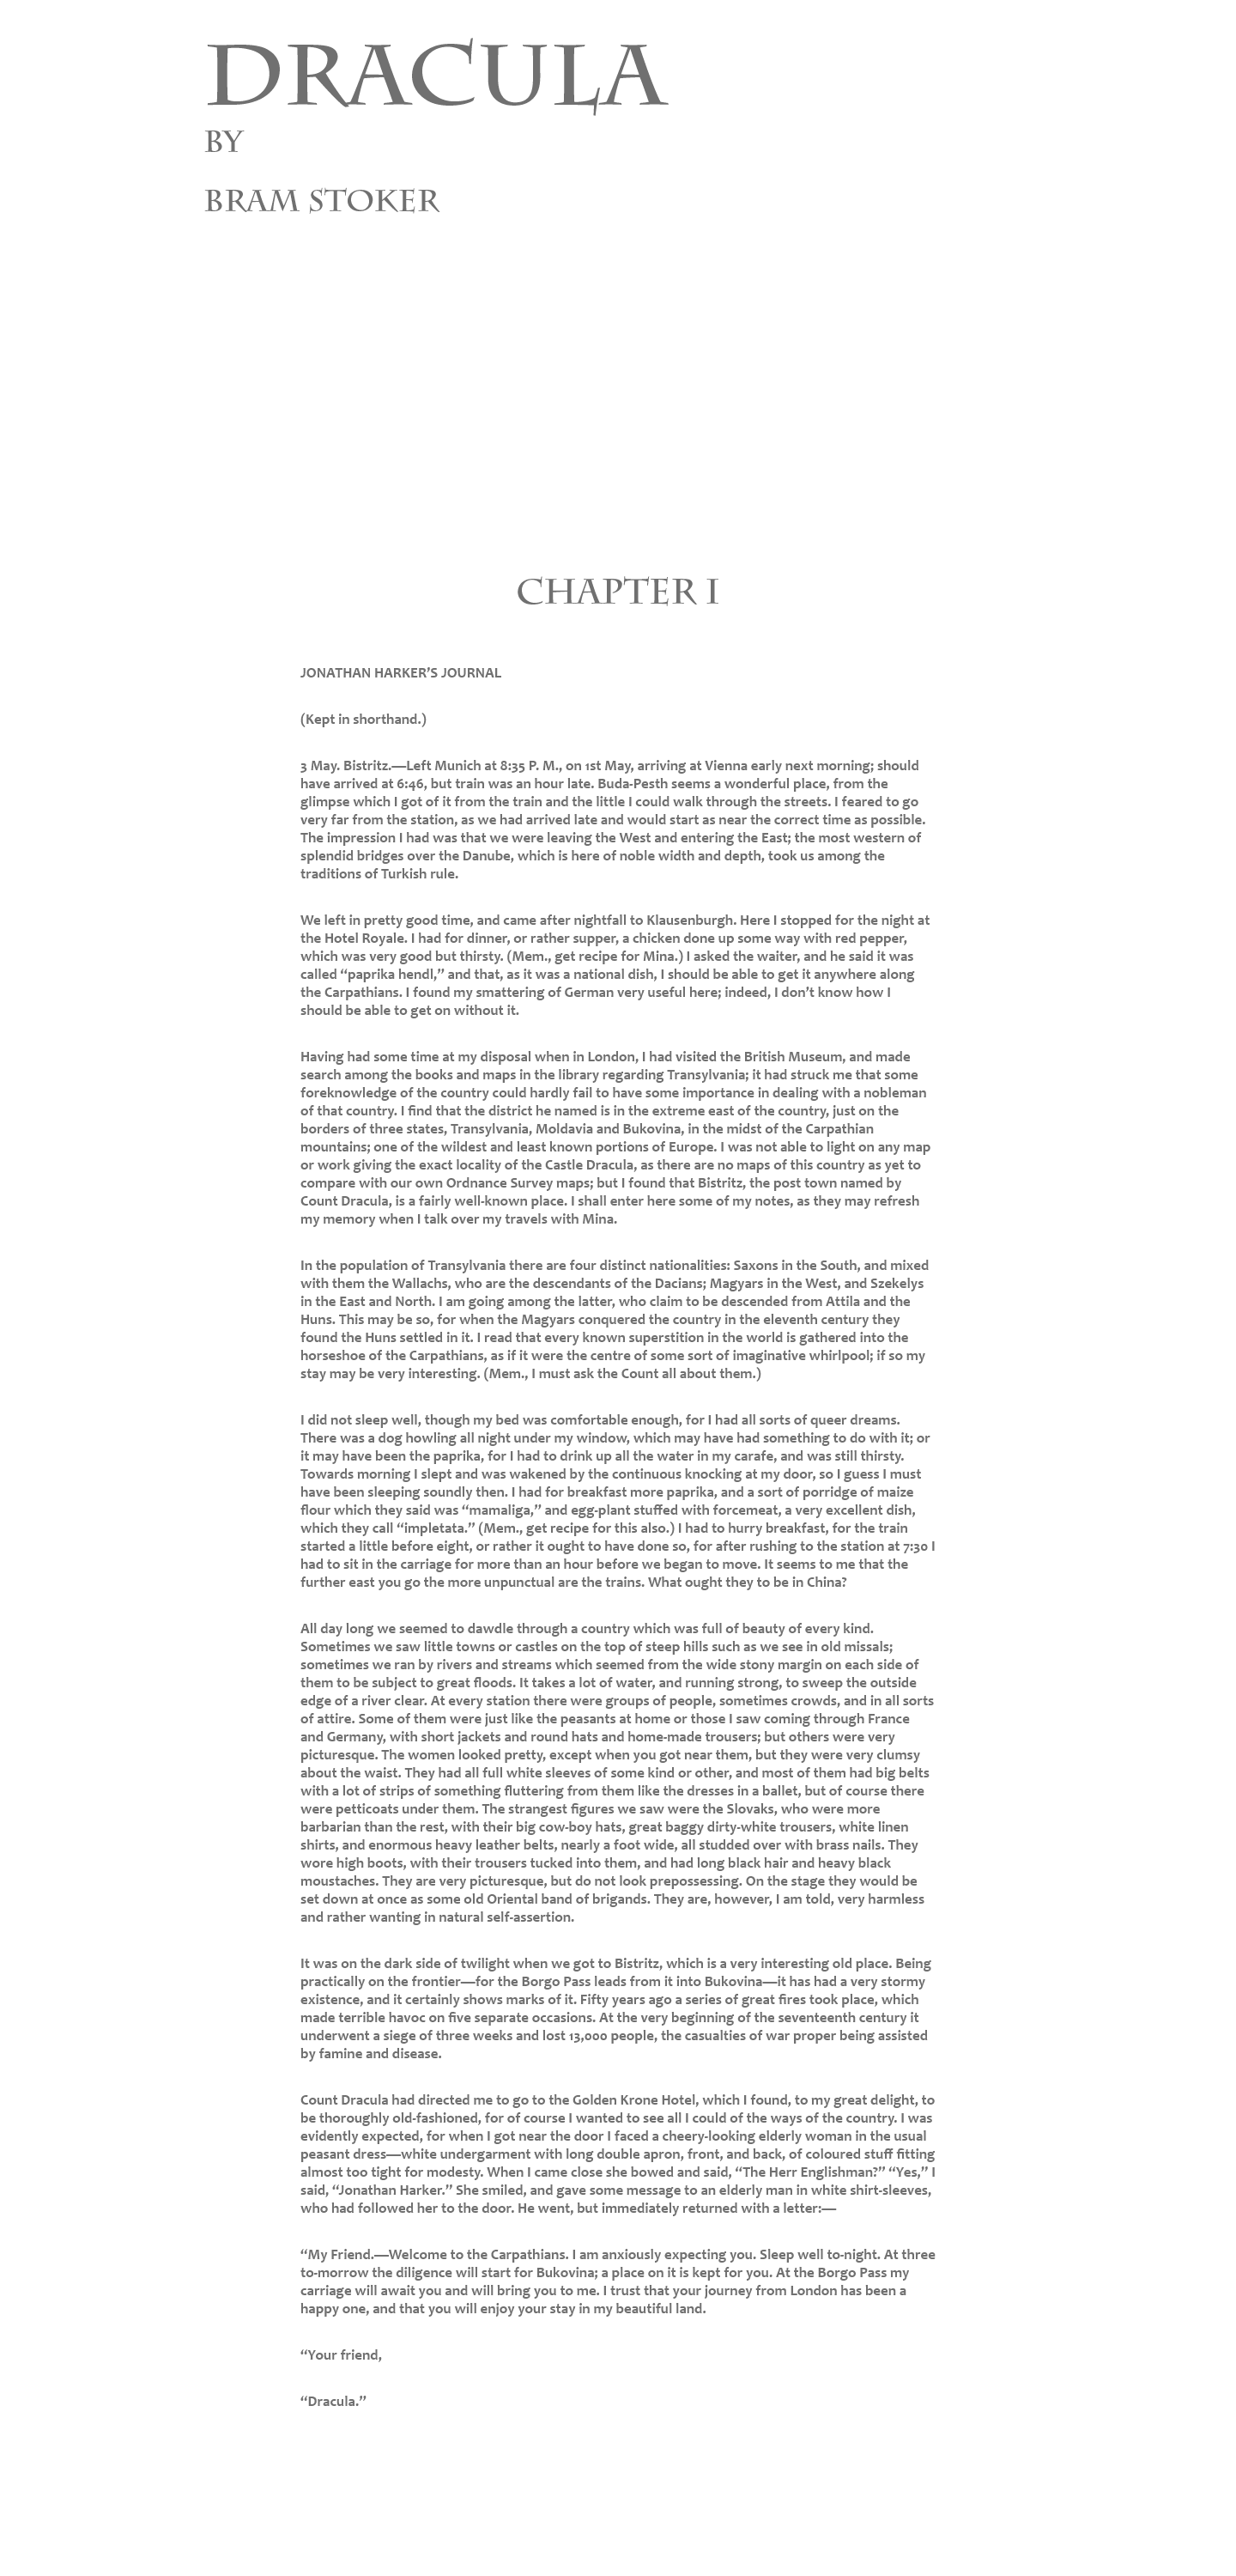 DRACULA
BY
BRAM STOKER
CHAPTER I
JONATHAN HARKER’S JOURNAL
(Kept in shorthand.)
3 May. Bistritz.—Left Munich at 8:35 P. M., on 1st May, arriving at Vienna early next morning; should
have arrived at 6:46, but train was an hour late. Buda-Pesth seems a wonderful place, from the
glimpse which I got of it from the train and the little I could walk through the streets. I feared to go
very far from the station, as we had arrived late and would start as near the correct time as possible.
The impression I had was that we were leaving the West and entering the East; the most western of
splendid bridges over the Danube, which is here of noble width and depth, took us among the
traditions of Turkish rule.
We left in pretty good time, and came after nightfall to Klausenburgh. Here I stopped for the night at
the Hotel Royale. I had for dinner, or rather supper, a chicken done up some way with red pepper,
which was very good but thirsty. (Mem., get recipe for Mina.) I asked the waiter, and he said it was
called “paprika hendl,” and that, as it was a national dish, I should be able to get it anywhere along
the Carpathians. I found my smattering of German very useful here; indeed, I don’t know how I
should be able to get on without it.
Having had some time at my disposal when in London, I had visited the British Museum, and made
search among the books and maps in the library regarding Transylvania; it had struck me that some
foreknowledge of the country could hardly fail to have some importance in dealing with a nobleman
of that country. I find that the district he named is in the extreme east of the country, just on the
borders of three states, Transylvania, Moldavia and Bukovina, in the midst of the Carpathian
mountains; one of the wildest and least known portions of Europe. I was not able to light on any map
or work giving the exact locality of the Castle Dracula, as there are no maps of this country as yet to
compare with our own Ordnance Survey maps; but I found that Bistritz, the post town named by
Count Dracula, is a fairly well-known place. I shall enter here some of my notes, as they may refresh
my memory when I talk over my travels with Mina.
In the population of Transylvania there are four distinct nationalities: Saxons in the South, and mixed
with them the Wallachs, who are the descendants of the Dacians; Magyars in the West, and Szekelys
in the East and North. I am going among the latter, who claim to be descended from Attila and the
Huns. This may be so, for when the Magyars conquered the country in the eleventh century they
found the Huns settled in it. I read that every known superstition in the world is gathered into the
horseshoe of the Carpathians, as if it were the centre of some sort of imaginative whirlpool; if so my
stay may be very interesting. (Mem., I must ask the Count all about them.)
I did not sleep well, though my bed was comfortable enough, for I had all sorts of queer dreams.
There was a dog howling all night under my window, which may have had something to do with it; or
it may have been the paprika, for I had to drink up all the water in my carafe, and was still thirsty.
Towards morning I slept and was wakened by the continuous knocking at my door, so I guess I must
have been sleeping soundly then. I had for breakfast more paprika, and a sort of porridge of maize
flour which they said was “mamaliga,” and egg-plant stuffed with forcemeat, a very excellent dish,
which they call “impletata.” (Mem., get recipe for this also.) I had to hurry breakfast, for the train
started a little before eight, or rather it ought to have done so, for after rushing to the station at 7:30 I
had to sit in the carriage for more than an hour before we began to move. It seems to me that the
further east you go the more unpunctual are the trains. What ought they to be in China?
All day long we seemed to dawdle through a country which was full of beauty of every kind.
Sometimes we saw little towns or castles on the top of steep hills such as we see in old missals;
sometimes we ran by rivers and streams which seemed from the wide stony margin on each side of
them to be subject to great floods. It takes a lot of water, and running strong, to sweep the outside
edge of a river clear. At every station there were groups of people, sometimes crowds, and in all sorts
of attire. Some of them were just like the peasants at home or those I saw coming through France
and Germany, with short jackets and round hats and home-made trousers; but others were very
picturesque. The women looked pretty, except when you got near them, but they were very clumsy
about the waist. They had all full white sleeves of some kind or other, and most of them had big belts
with a lot of strips of something fluttering from them like the dresses in a ballet, but of course there
were petticoats under them. The strangest figures we saw were the Slovaks, who were more
barbarian than the rest, with their big cow-boy hats, great baggy dirty-white trousers, white linen
shirts, and enormous heavy leather belts, nearly a foot wide, all studded over with brass nails. They
wore high boots, with their trousers tucked into them, and had long black hair and heavy black
moustaches. They are very picturesque, but do not look prepossessing. On the stage they would be
set down at once as some old Oriental band of brigands. They are, however, I am told, very harmless
and rather wanting in natural self-assertion.
It was on the dark side of twilight when we got to Bistritz, which is a very interesting old place. Being
practically on the frontier—for the Borgo Pass leads from it into Bukovina—it has had a very stormy
existence, and it certainly shows marks of it. Fifty years ago a series of great fires took place, which
made terrible havoc on five separate occasions. At the very beginning of the seventeenth century it
underwent a siege of three weeks and lost 13,000 people, the casualties of war proper being assisted
by famine and disease.
Count Dracula had directed me to go to the Golden Krone Hotel, which I found, to my great delight, to
be thoroughly old-fashioned, for of course I wanted to see all I could of the ways of the country. I was
evidently expected, for when I got near the door I faced a cheery-looking elderly woman in the usual
peasant dress—white undergarment with long double apron, front, and back, of coloured stuff fitting
almost too tight for modesty. When I came close she bowed and said, “The Herr Englishman?” “Yes,” I
said, “Jonathan Harker.” She smiled, and gave some message to an elderly man in white shirt-sleeves,
who had followed her to the door. He went, but immediately returned with a letter:—
“My Friend.—Welcome to the Carpathians. I am anxiously expecting you. Sleep well to-night. At three
to-morrow the diligence will start for Bukovina; a place on it is kept for you. At the Borgo Pass my
carriage will await you and will bring you to me. I trust that your journey from London has been a
happy one, and that you will enjoy your stay in my beautiful land.
“Your friend,
“Dracula.”